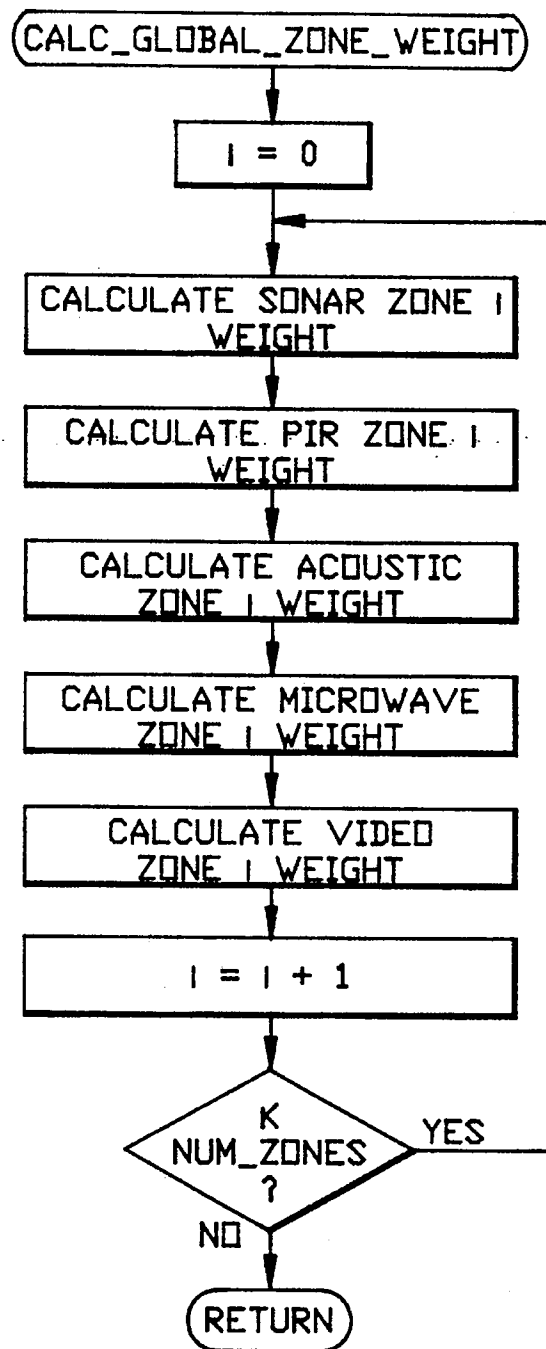 CALC_GLOBAL_ZONE_WEIGHT
i = 0
CALCULATE SONAR ZONE i
WEIGHT
CALCULATE PIR ZONE i
WEIGHT
CALCULATE ACOUSTIC
ZONE i WEIGHT
CALCULATE MICROWAVE
ZONE i WEIGHT
CALCULATE VIDEO
ZONE i WEIGHT
i = i + 1
K
NUM_ZONES
?
YES
NO
RETURN